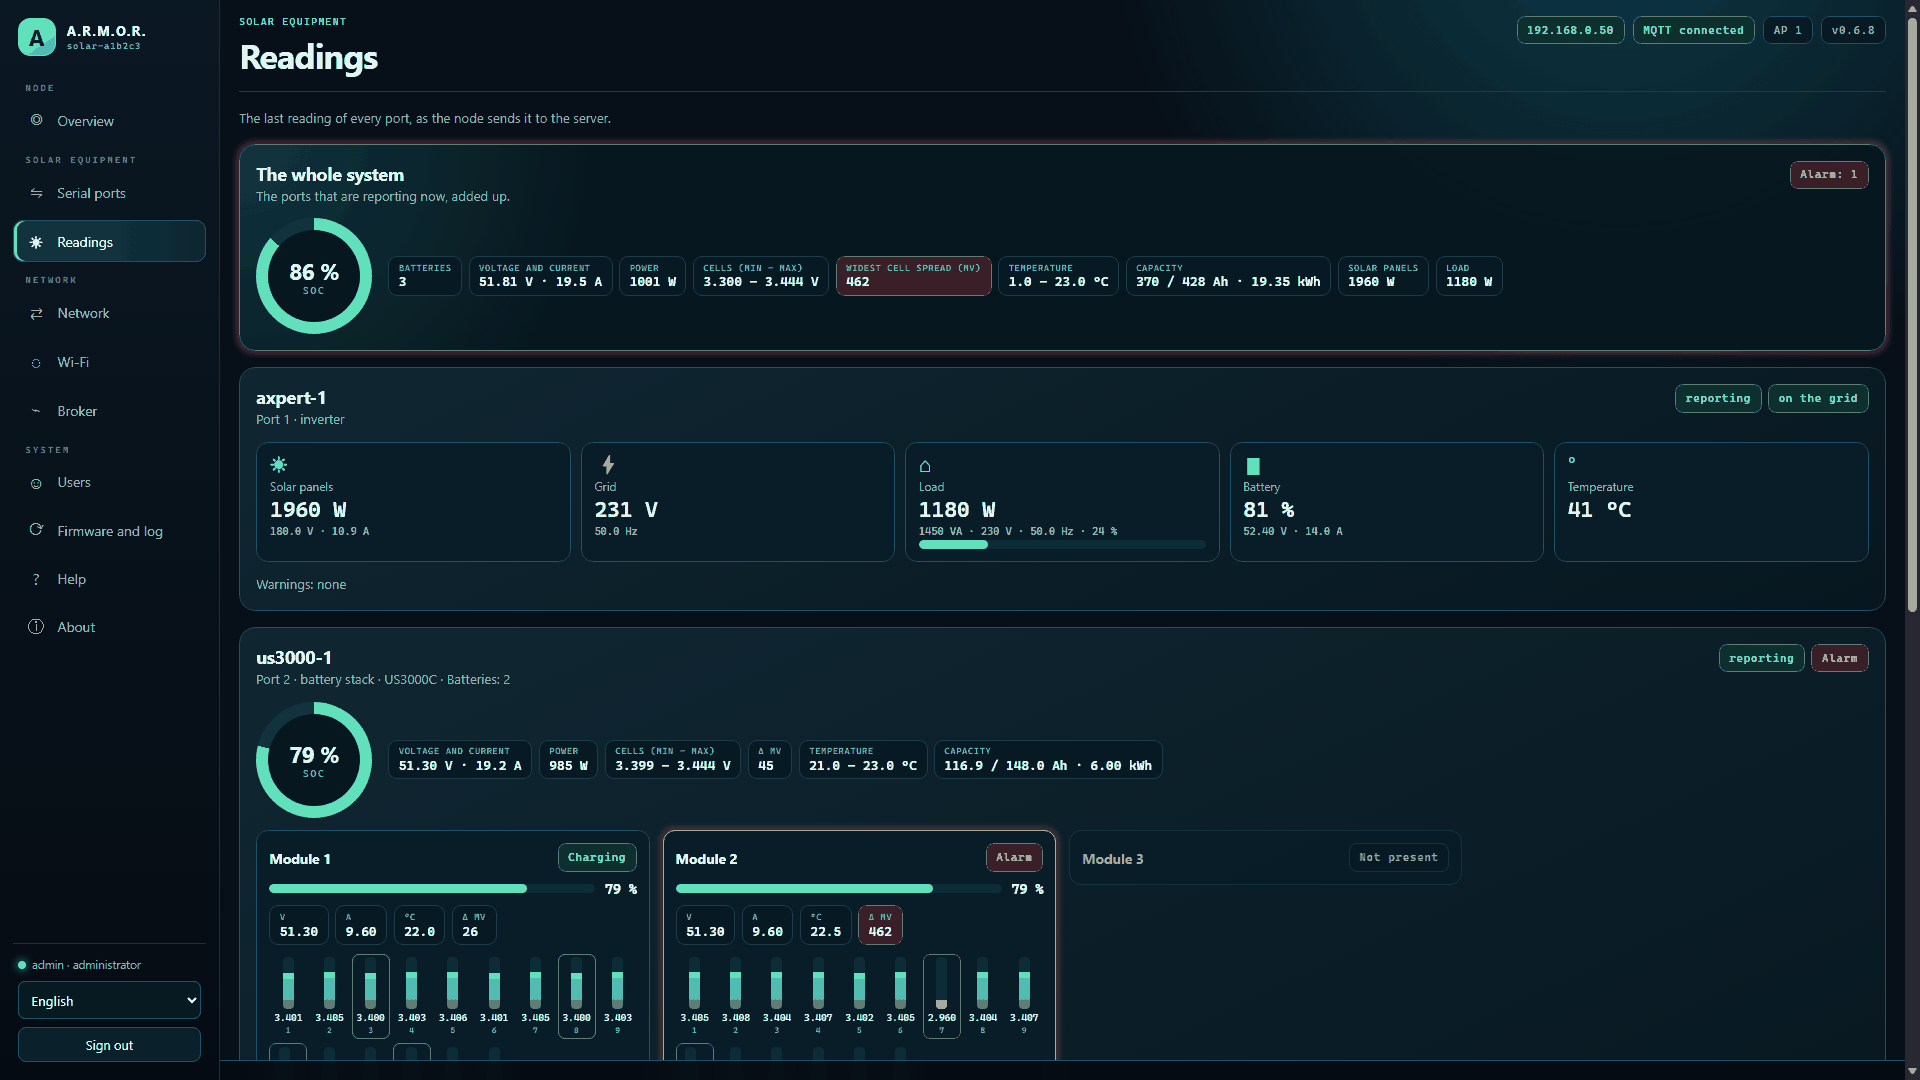 A
A.R.M.O.R.
solar-a1b2c3
NODE
Overview
SOLAR EQUIPMENT
Serial ports
Readings
NETWORK
Network
Wi-Fi
Broker
SYSTEM
Users
Firmware and log
? Help
About
admin · administrator
English
Sign out
SOLAR EQUIPMENT
Readings
192.168.0.50
MQTT connected
AP 1
v0.6.8
The last reading of every port, as the node sends it to the server.
The whole system
The ports that are reporting now, added up.
Alarm: 1
86 %
SOC
BATTERIES
3
VOLTAGE AND CURRENT
51.81 V · 19.5 A
POWER
1001 W
CELLS (MIN – MAX)
3.300 – 3.444 V
WIDEST CELL SPREAD (MV)
462
TEMPERATURE
1.0 – 23.0 °C
CAPACITY
370 / 428 Ah · 19.35 kWh
SOLAR PANELS
1960 W
LOAD
1180 W
axpert-1
Port 1 · inverter
reporting
on the grid
Solar panels
1960 W
180.0 V · 10.9 A
Grid
231 V
50.0 Hz
Load
1180 W
1450 VA · 230 V · 50.0 Hz · 24 %
Battery
81 %
52.40 V · 14.0 A
°
Temperature
41 °C
Warnings: none
us3000-1
Port 2 · battery stack · US3000C · Batteries: 2
reporting
Alarm
79 %
SOC
VOLTAGE AND CURRENT
51.30 V · 19.2 A
POWER
985 W
CELLS (MIN – MAX)
3.399 – 3.444 V
Δ MV
45
TEMPERATURE
21.0 – 23.0 °C
CAPACITY
116.9 / 148.0 Ah · 6.00 kWh
Module 1
Charging
79 %
V
51.30
A
9.60
°C
22.0
Δ MV
26
3.401 3.405 3.400 3.403 3.406 3.401 3.405 3.400 3.403
1 2 3 4 5 6 7 8 9
Module 2
Alarm
79 %
V
51.30
A
9.60
°C
22.5
Δ MV
462
3.405 3.408 3.404 3.407 3.402 3.405 2.960 3.404 3.407
1 2 3 4 5 6 7 8 9
Module 3
Not present